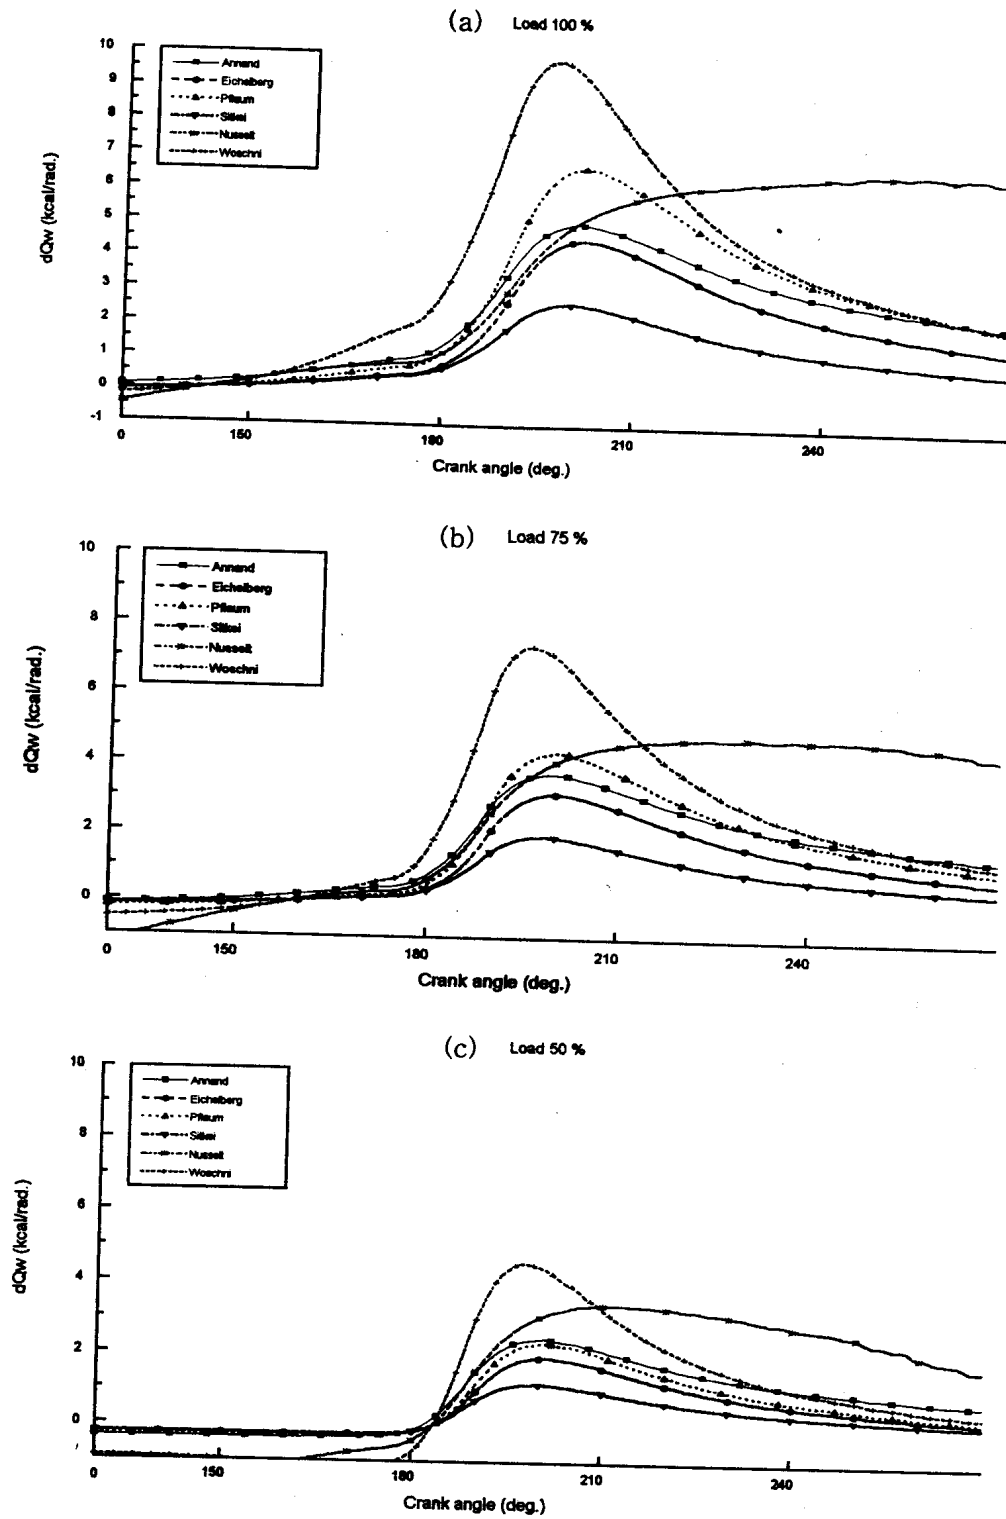 (a) Load 100 %
10
9
8
7
6
5
4
3
2
1
0
-1
dQw (kcal/rad.)
Annand
Eichelberg
Pflaum
Sitkei
Nusselt
Woschni
0 150 180 210 240
Crank angle (deg.)
(b) Load 75 %
10
8
6
4
2
0
dQw (kcal/rad.)
Annand
Eichelberg
Pflaum
Sitkei
Nusselt
Woschni
0 150 180 210 240
Crank angle (deg.)
(c) Load 50 %
10
8
6
4
2
0
dQw (kcal/rad.)
Annand
Eichelberg
Pflaum
Sitkei
Nusselt
Woschni
0 150 180 210 240
Crank angle (deg.)